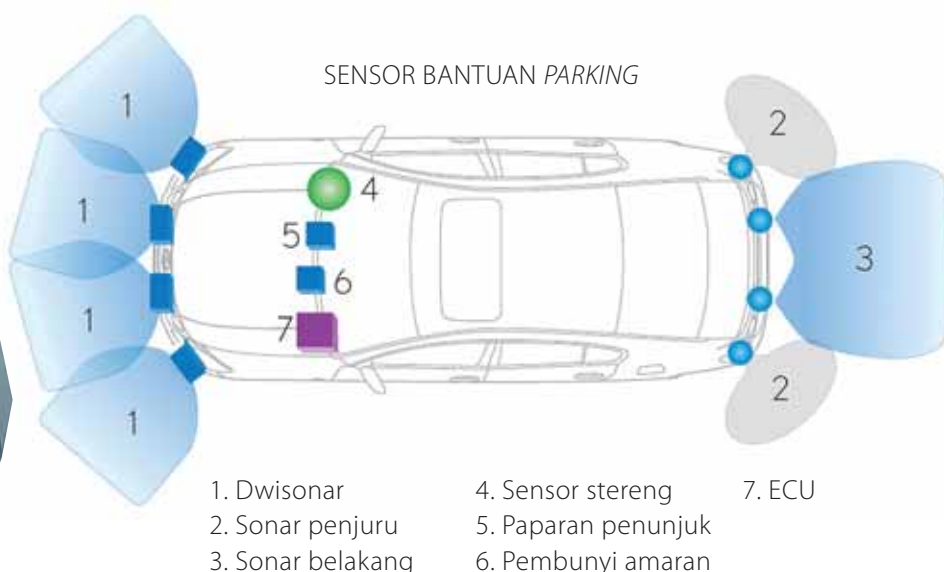 SENSOR BANTUAN PARKING
1
2
1
4
5
3
6
1
7
2
1
1. Dwisonar
2. Sonar penjuru
3. Sonar belakang
4. Sensor stereng
5. Paparan penunjuk
6. Pembunyi amaran
7. ECU